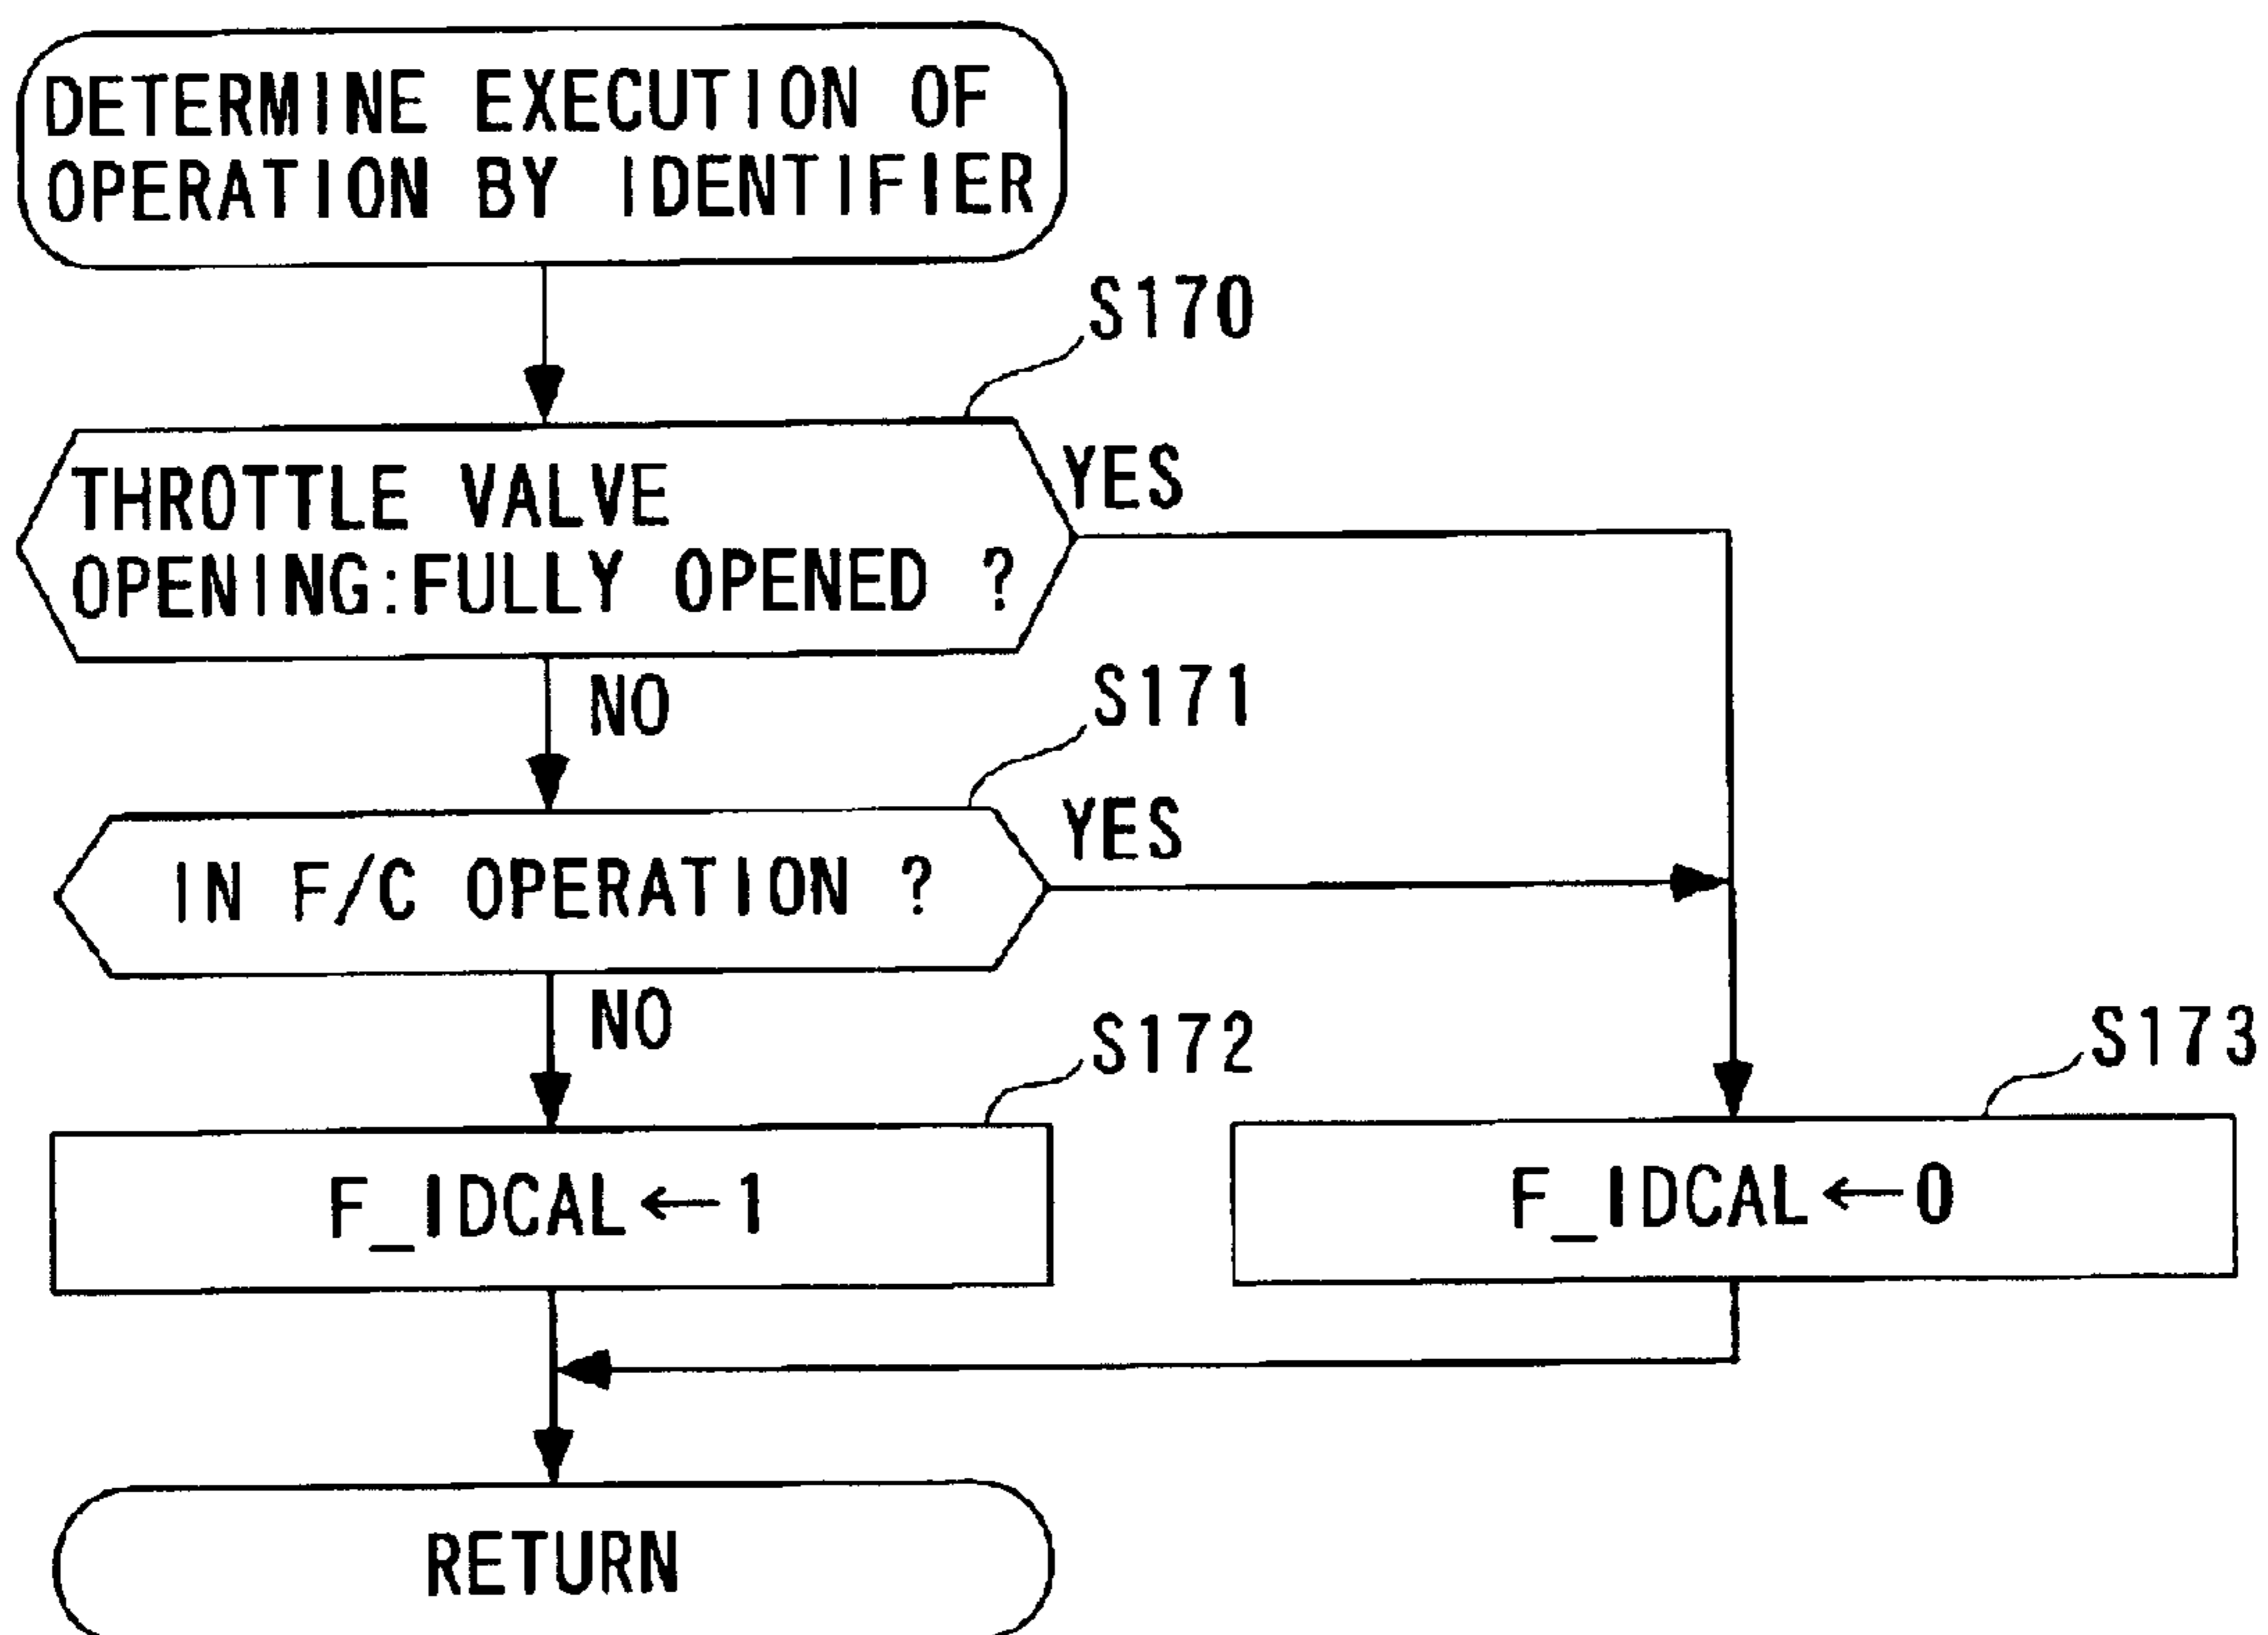 DETERMINE EXECUTION OF
OPERATION BY IDENTIFIER
S170
THROTTLE VALVE
OPENING:FULLY OPENED ?
YES
NO
S171
IN F/C OPERATION ?
YES
NO
S172
S173
F_IDCAL←1
F_IDCAL←0
RETURN